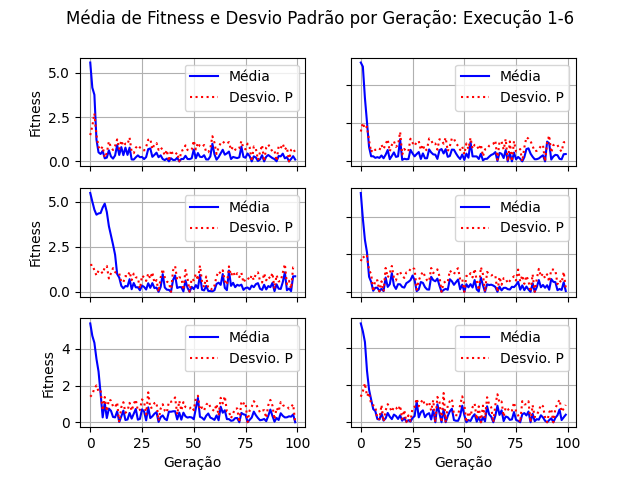 Média de Fitness e Desvio Padrão por Geração: Execução 1-6
Fitness
5.0
2.5
0.0
Média
Desvio. P
Média
Desvio. P
Fitness
5.0
2.5
0.0
Média
Desvio. P
Média
Desvio. P
Fitness
4
2
0
Média
Desvio. P
Média
Desvio. P
0 25 50 75 100
0 25 50 75 100
Geração
Geração